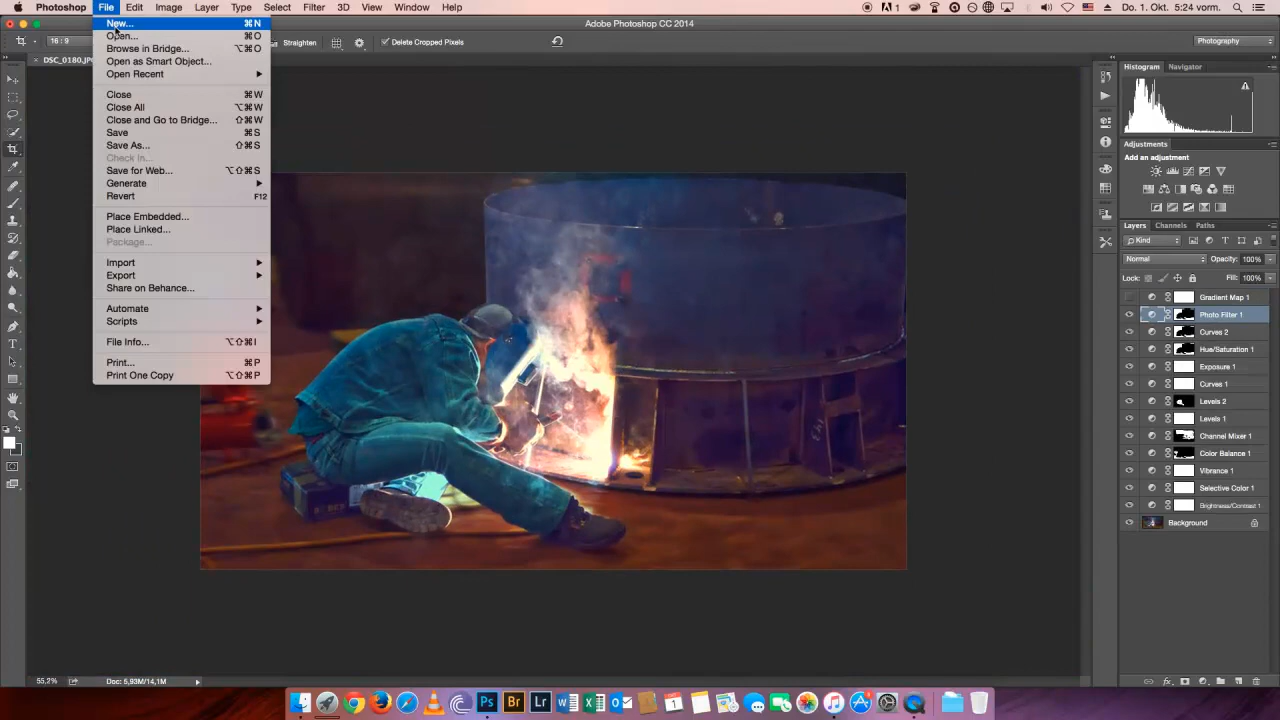 Photoshop File Edit Image Layer Type Select Filter 3D View Window Help 1 Do. 1. Okt. 5:24 vorm.
Adobe Photoshop CC 2014
16 : 9 Straighten Delete Cropped Pixels Photography
DSC_0180.JPG
New... ⌘N
Open... ⌘O
Browse in Bridge... ⌥⌘O
Open as Smart Object...
Open Recent
Close ⌘W
Close All ⌥⌘W
Close and Go to Bridge... ⇧⌘W
Save ⌘S
Save As... ⇧⌘S
Check In...
Save for Web... ⌥⇧⌘S
Generate
Revert F12
Place Embedded...
Place Linked...
Package...
Import
Export
Share on Behance...
Automate
Scripts
File Info... ⌥⇧⌘I
Print... ⌘P
Print One Copy ⌥⇧⌘P
Histogram Navigator
Adjustments
Add an adjustment
Layers Channels Paths
Kind
Normal Opacity: 100%
Lock: Fill: 100%
Gradient Map 1
Photo Filter 1
Curves 2
Hue/Saturation 1
Exposure 1
Curves 1
Levels 2
Levels 1
Channel Mixer 1
Color Balance 1
Vibrance 1
Selective Color 1
Brightness/Contrast 1
Background
55,2% Doc: 5,93M/14,1M
Ps Br Lr 1